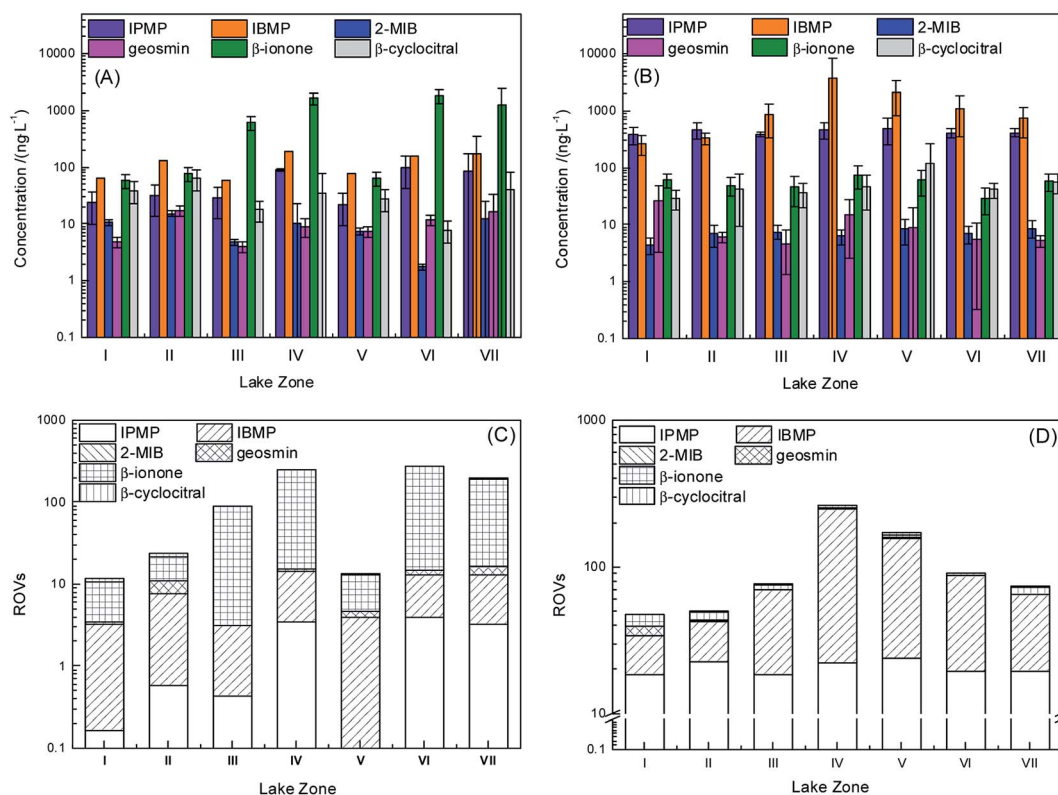 IPMP IBMP 2-MIB
geosmin β-ionone β-cyclocitral
(A)
Concentration /(ng·L⁻¹)
10000
1000
100
10
1
0.1
I II III IV V VI VII
Lake Zone
IPMP IBMP 2-MIB
geosmin β-ionone β-cyclocitral
(B)
Concentration /(ng·L⁻¹)
10000
1000
100
10
1
0.1
I II III IV V VI VII
Lake Zone
IPMP IBMP
2-MIB geosmin
β-ionone
β-cyclocitral
(C)
ROVs
1000
100
10
1
0.1
I II III IV V VI VII
Lake Zone
IPMP IBMP
2-MIB geosmin
β-ionone
β-cyclocitral
(D)
ROVs
1000
100
10
0.1
I II III IV V VI VII
Lake Zone